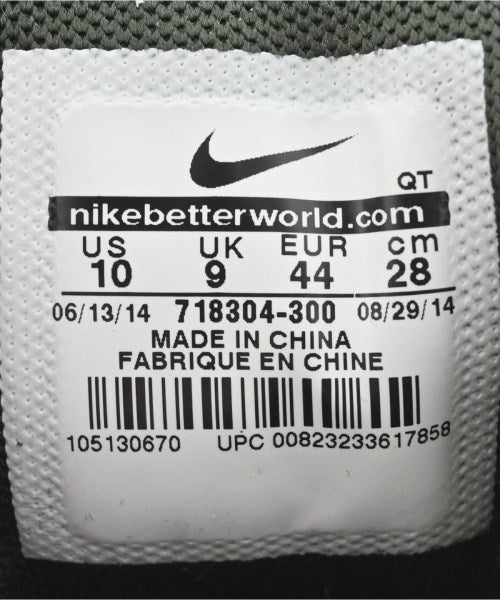 QT
nikebetterworld.com
US UK EUR cm
10 9 44 28
06/13/14 718304-300 08/29/14
MADE IN CHINA
FABRIQUE EN CHINE
105130670 UPC 00823233617858